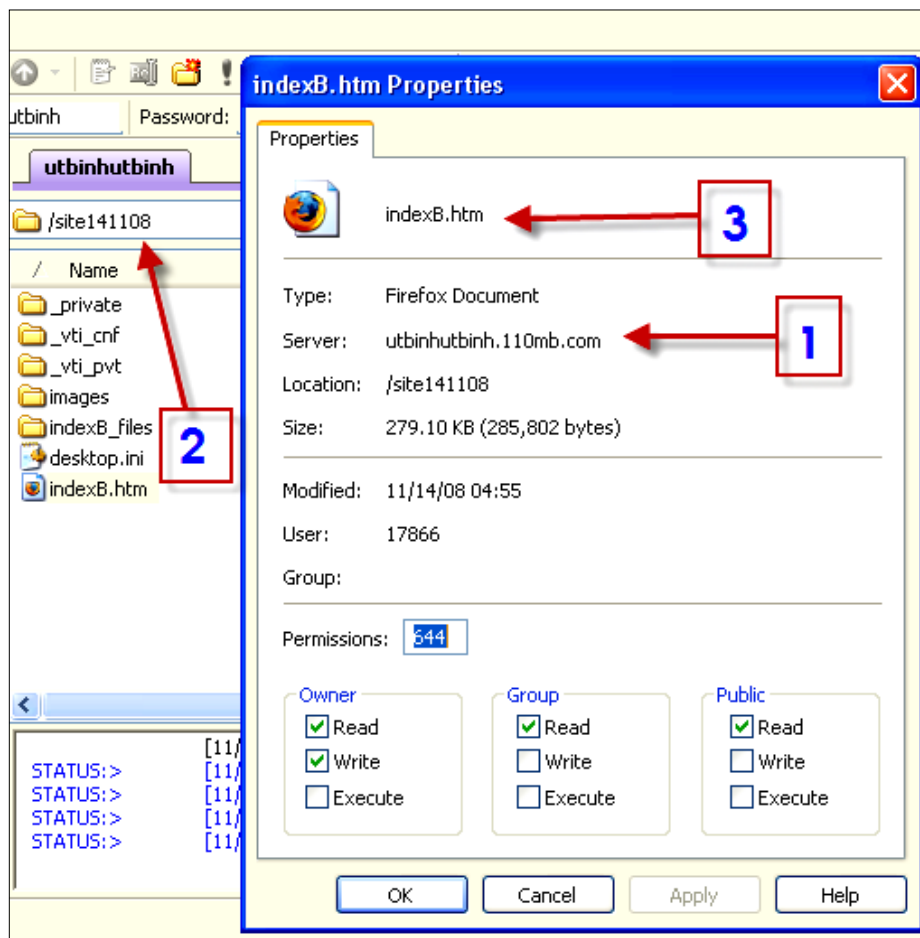 indexB.htm Properties
utbinh Password:
Properties
utbinhutbinh
indexB.htm
3
/site141108
/ Name
_private
_vti_cnf
_vti_pvt
images
indexB_files
desktop.ini
indexB.htm
2
Type: Firefox Document
Server: utbinhutbinh.110mb.com
1
Location: /site141108
Size: 279.10 KB (285,802 bytes)
Modified: 11/14/08 04:55
User: 17866
Group:
Permissions: 644
Owner Group Public
Read Read Read
Write Write Write
Execute Execute Execute
[11/
STATUS:> [11/
STATUS:> [11/
STATUS:> [11/
STATUS:> [11/
OK Cancel Apply Help